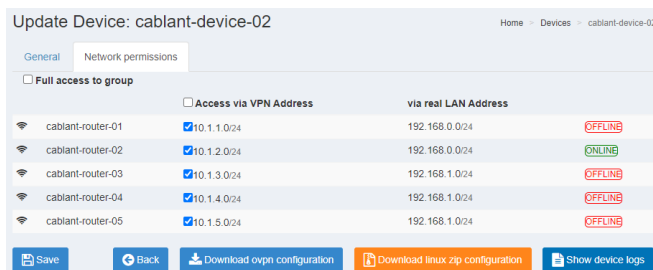 Update Device: cablant-device-02
Home
Devices
cablant-device-02
General
Network permissions
Full access to group
Access via VPN Address via real LAN Address
cablant-router-01 10.1.1.0/24 192.168.0.0/24 OFFLINE
cablant-router-02 10.1.2.0/24 192.168.0.0/24 ONLINE
cablant-router-03 10.1.3.0/24 192.168.1.0/24 OFFLINE
cablant-router-04 10.1.4.0/24 192.168.1.0/24 OFFLINE
cablant-router-05 10.1.5.0/24 192.168.1.0/24 OFFLINE
Save
Back
Download ovpn configuration
Download linux zip configuration
Show device logs